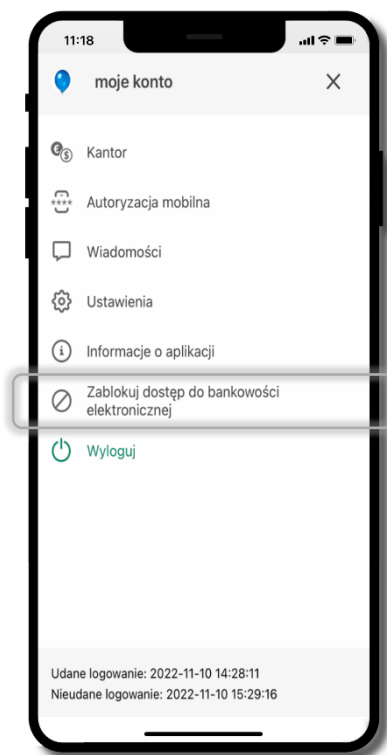 11:18
moje konto
Kantor
Autoryzacja mobilna
Wiadomości
Ustawienia
Informacje o aplikacji
Zablokuj dostęp do bankowości
elektronicznej
Wyloguj
Udane logowanie: 2022-11-10 14:28:11
Nieudane logowanie: 2022-11-10 15:29:16